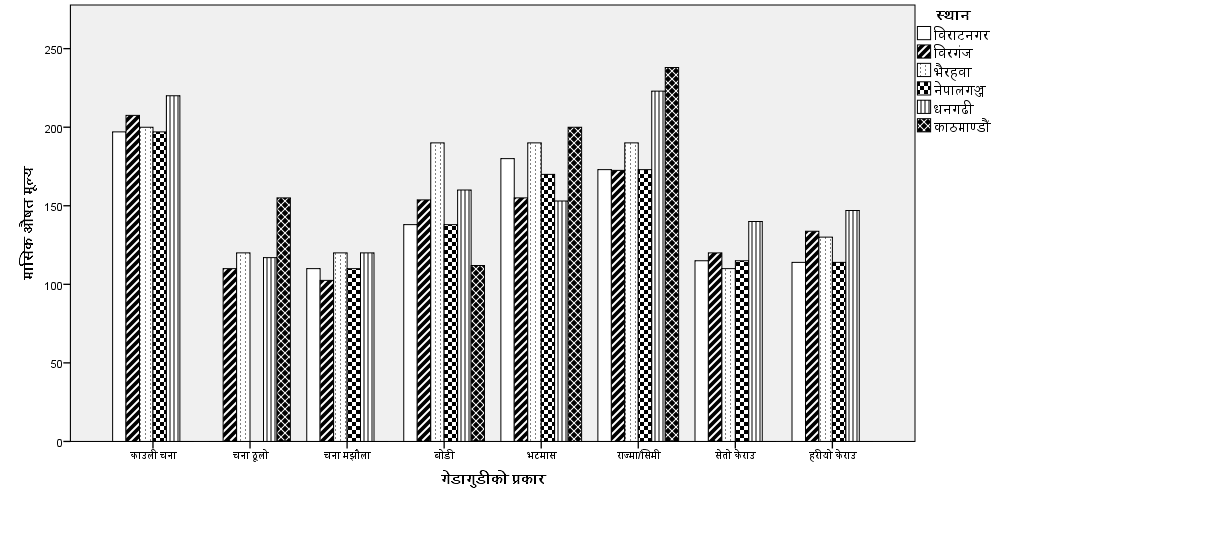 स्थान
विराटनगर
विरगंज
भैरहवा
नेपालगञ्ज
धनगढी
काठमाण्डौं
मासिक औषत मूल्य
250
200
150
100
50
0
काउली चना
चना ठूलो
चना मझौला
बोडी
भटमास
राज्मा/सिमी
सेतो केराउ
हरीयो केराउ
गेडागुडीको प्रकार